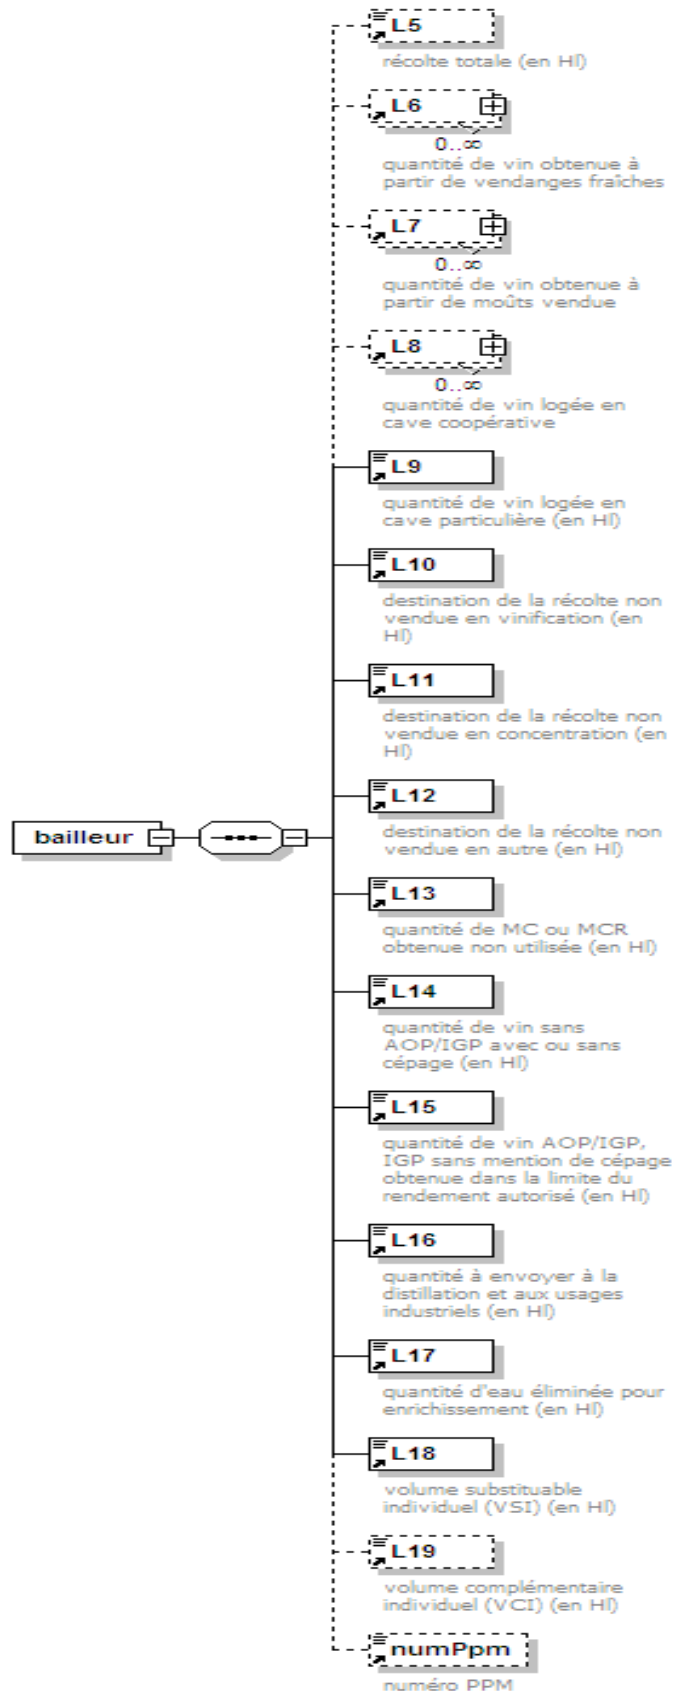 L5
récolte totale (en Hl)
L6
0..∞
quantité de vin obtenue à
partir de vendanges fraîches
L7
0..∞
quantité de vin obtenue à
partir de moûts vendue
L8
0..∞
quantité de vin logée en
cave coopérative
L9
quantité de vin logée en
cave particulière (en Hl)
L10
destination de la récolte non
vendue en vinification (en
Hl)
L11
destination de la récolte non
vendue en concentration (en
Hl)
L12
bailleur
destination de la récolte non
vendue en autre (en Hl)
L13
quantité de MC ou MCR
obtenue non utilisée (en Hl)
L14
quantité de vin sans
AOP/IGP avec ou sans
cépage (en Hl)
L15
quantité de vin AOP/IGP,
IGP sans mention de cépage
obtenue dans la limite du
rendement autorisé (en Hl)
L16
quantité à envoyer à la
distillation et aux usages
industriels (en Hl)
L17
quantité d'eau éliminée pour
enrichissement (en Hl)
L18
volume substituable
individuel (VSI) (en Hl)
L19
volume complémentaire
individuel (VCI) (en Hl)
numPpm
numéro PPM